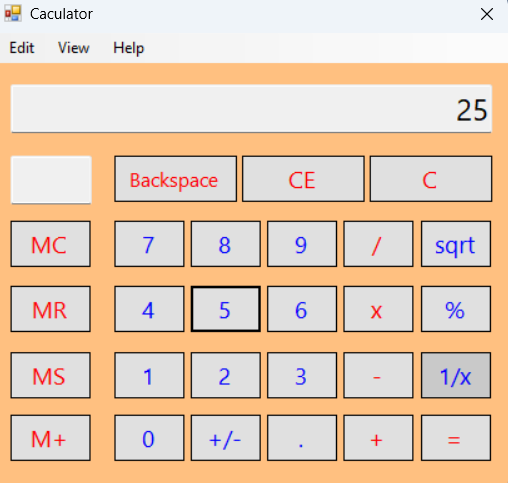 Caculator
Edit View Help
25
Backspace CE C
MC 7 8 9 / sqrt
MR 4 5 6 x %
MS 1 2 3 - 1/x
M+ 0 +/- . + =